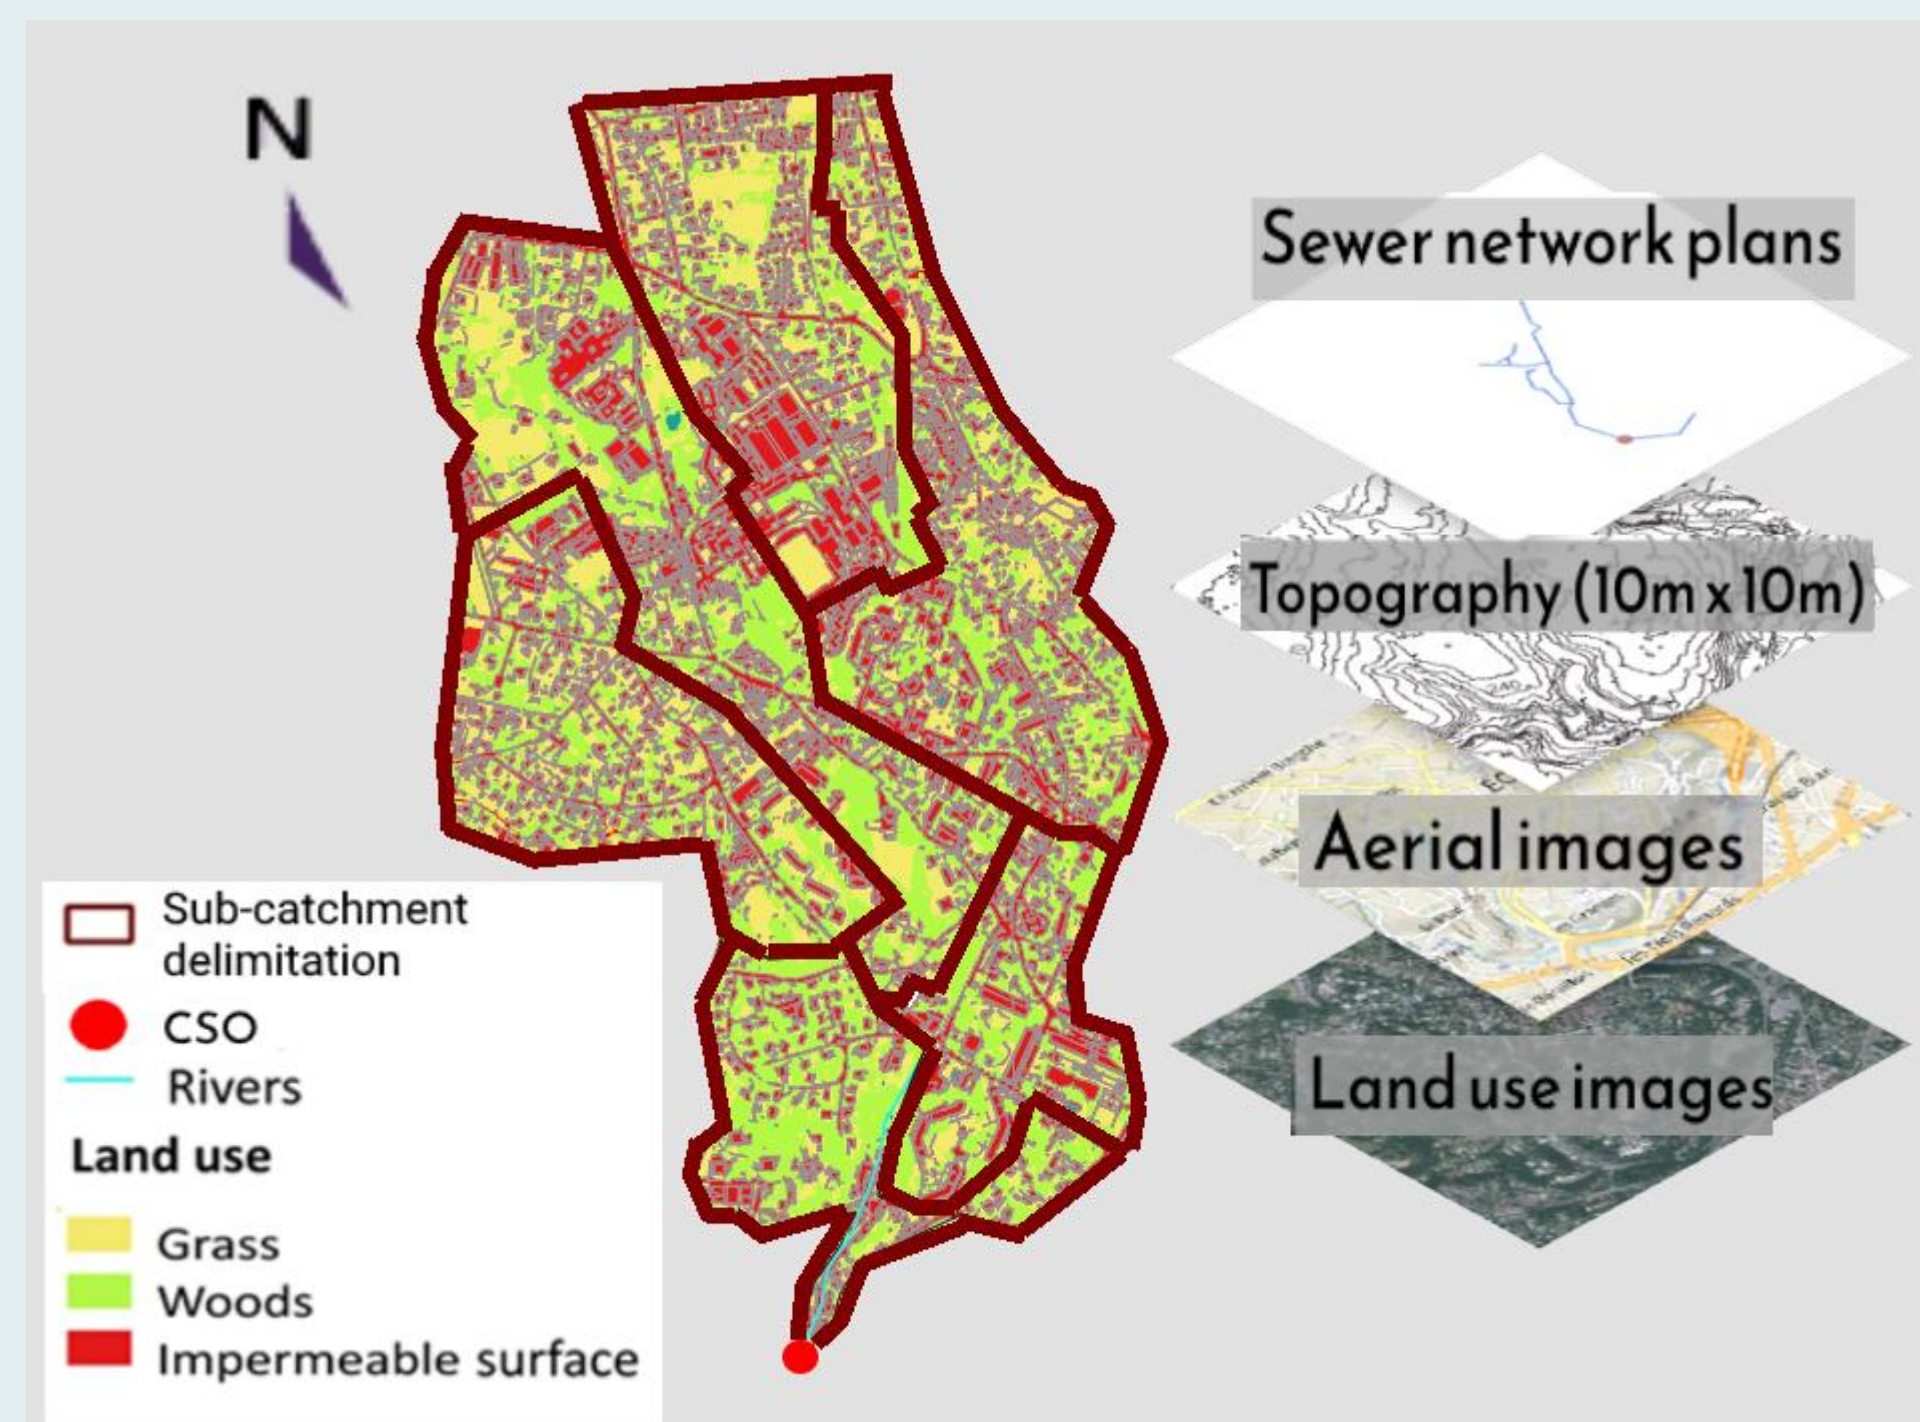 N
Sewer network plans
Topography (10m x 10m)
Aerial images
Land use images
Sub-catchment
delimitation
CSO
Rivers
Land use
Grass
Woods
Impermeable surface